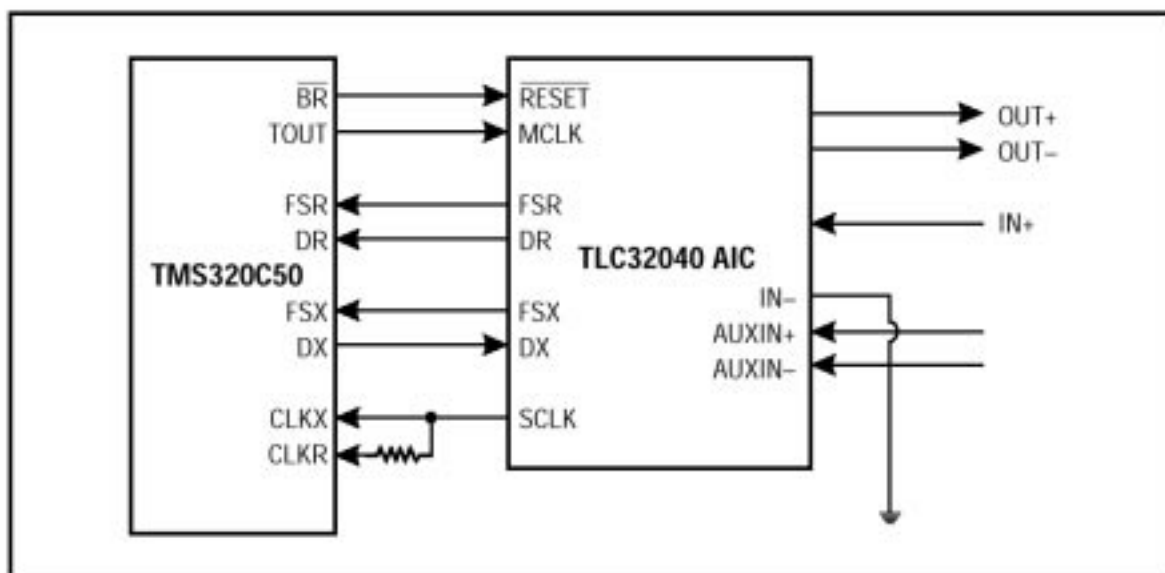 BR
TOUT
FSR
DR
TMS320C50
FSX
DX
CLKX
CLKR
RESET
MCLK
FSR
DR
TLC32040 AIC
FSX
DX
SCLK
IN–
AUXIN+
AUXIN–
OUT+
OUT–
IN+